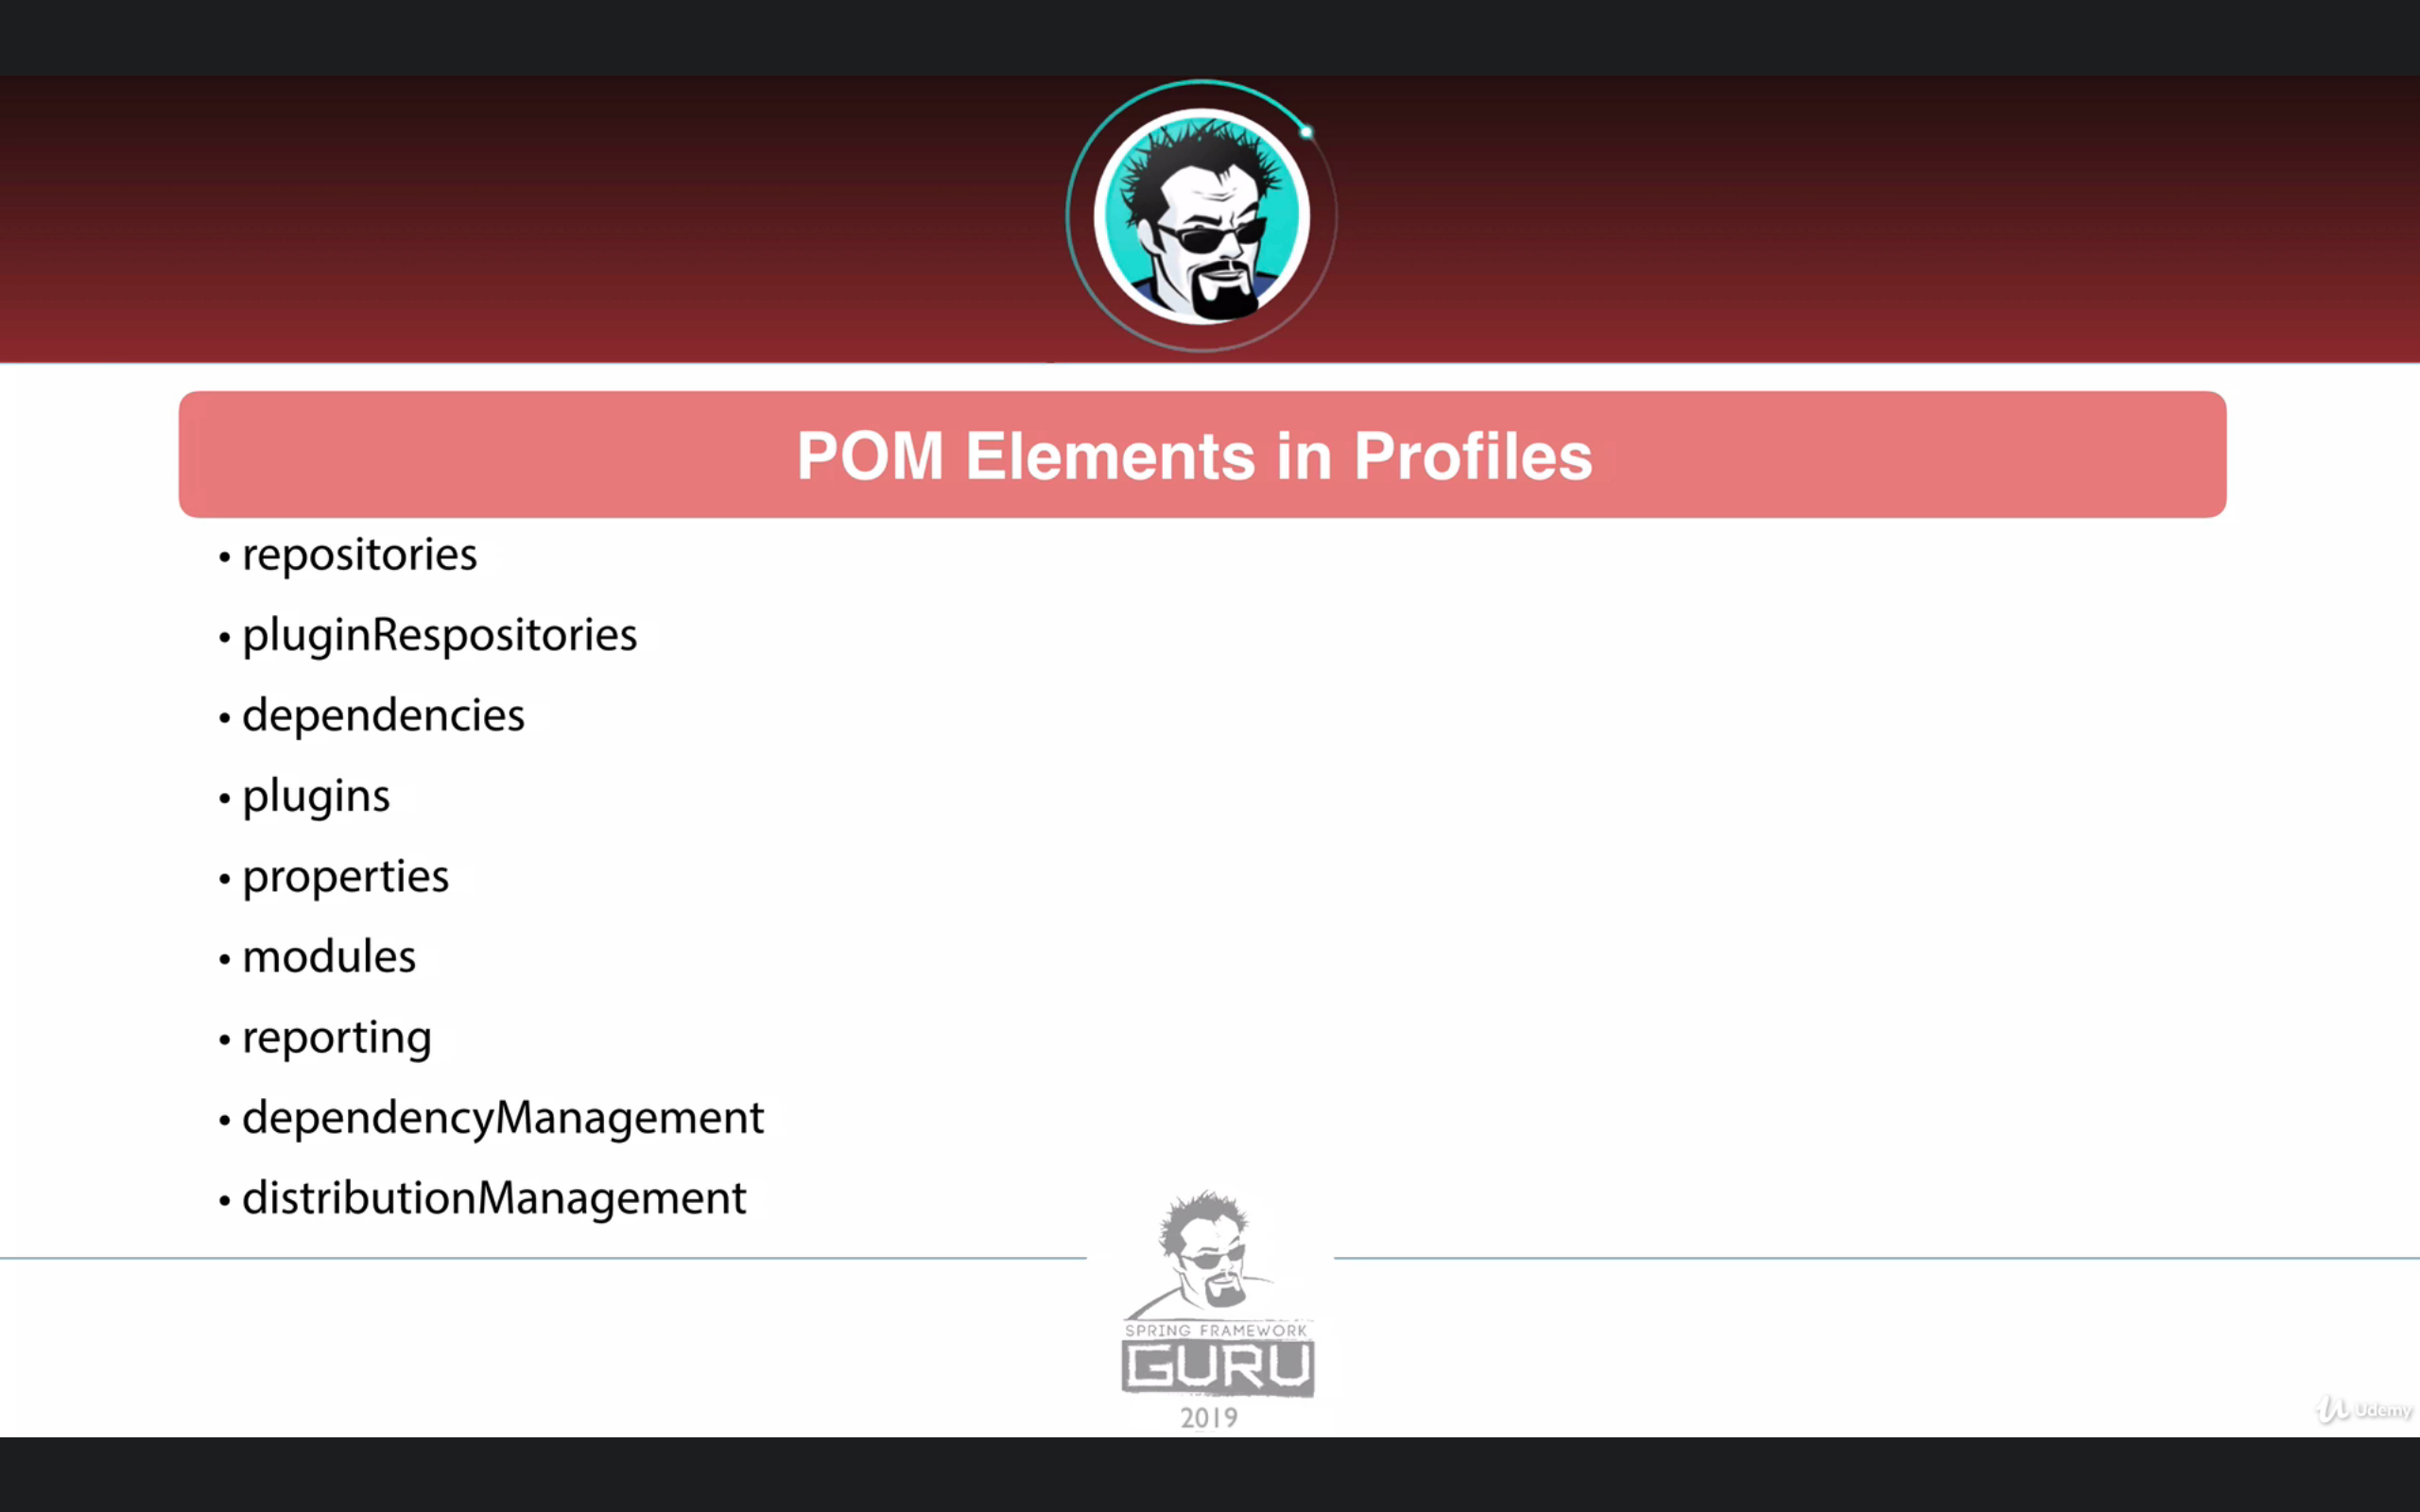 POM Elements in Profiles
• repositories
• pluginRespositories
• dependencies
• plugins
• properties
• modules
• reporting
• dependencyManagement
• distributionManagement
SPRING FRAMEWORK
GURU
2019
Udemy